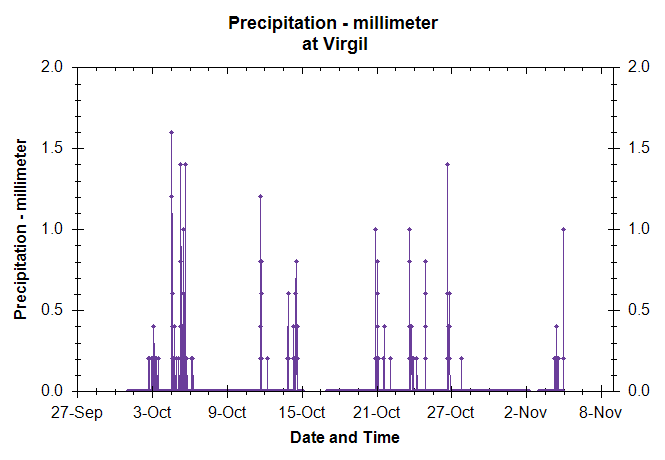 Precipitation - millimeter
at Virgil
2.0 2.0
1.5 1.5
1.0 1.0
0.5 0.5
0.0 0.0
Precipitation - millimeter
27-Sep 3-Oct 9-Oct 15-Oct 21-Oct 27-Oct 2-Nov 8-Nov
Date and Time